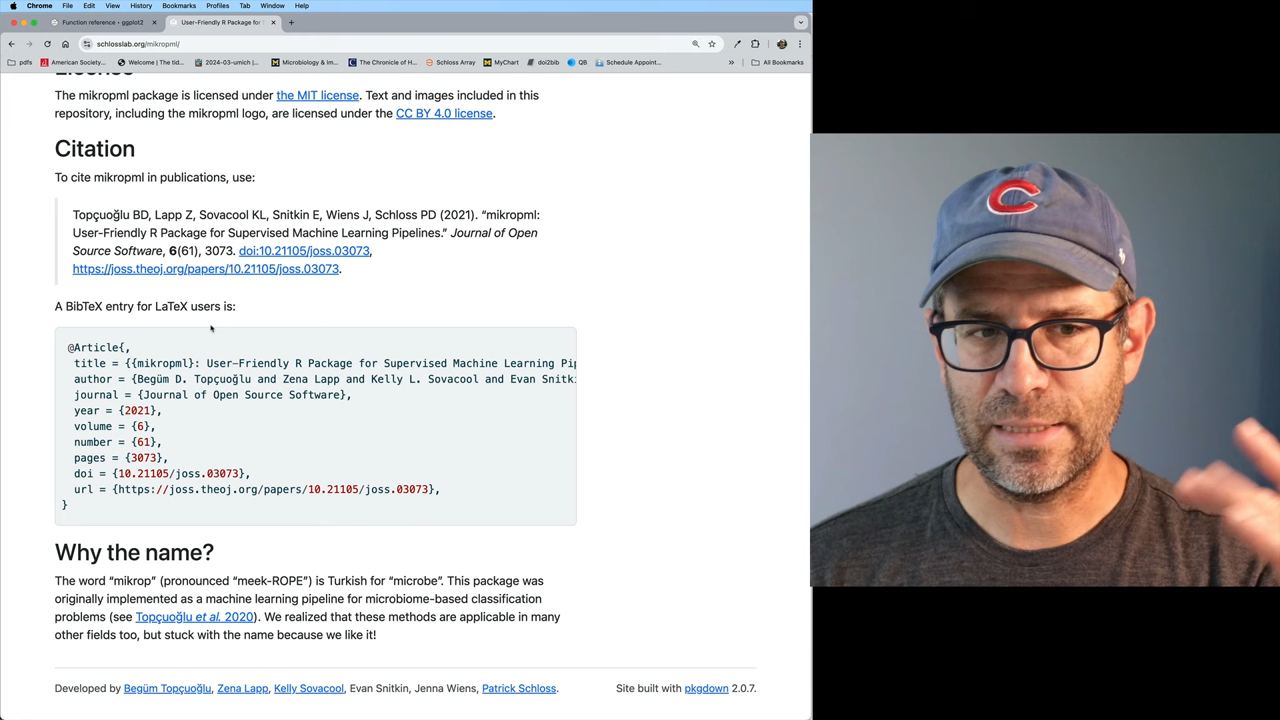 Chrome File Edit View History Bookmarks Profiles Tab Window Help
Function reference • ggplot2
User-Friendly R Package for S
schlosslab.org/mikropml/
pdfs
American Society...
Welcome | The tid...
2024-03-umich |...
Microbiology & Im...
The Chronicle of H...
Schloss Array
MyChart
doi2bib
QB
Schedule Appoint...
All Bookmarks
License
The mikropml package is licensed under the MIT license. Text and images included in this
repository, including the mikropml logo, are licensed under the CC BY 4.0 license.
Citation
To cite mikropml in publications, use:
Topçuoğlu BD, Lapp Z, Sovacool KL, Snitkin E, Wiens J, Schloss PD (2021). “mikropml:
User-Friendly R Package for Supervised Machine Learning Pipelines.” Journal of Open
Source Software, 6(61), 3073. doi:10.21105/joss.03073,
https://joss.theoj.org/papers/10.21105/joss.03073.
A BibTeX entry for LaTeX users is:
@Article{,
title = {{mikropml}: User-Friendly R Package for Supervised Machine Learning Pip
author = {Begüm D. Topçuoğlu and Zena Lapp and Kelly L. Sovacool and Evan Snitki
journal = {Journal of Open Source Software},
year = {2021},
volume = {6},
number = {61},
pages = {3073},
doi = {10.21105/joss.03073},
url = {https://joss.theoj.org/papers/10.21105/joss.03073},
}
Why the name?
The word “mikrop” (pronounced “meek-ROPE”) is Turkish for “microbe”. This package was
originally implemented as a machine learning pipeline for microbiome-based classification
problems (see Topçuoğlu et al. 2020). We realized that these methods are applicable in many
other fields too, but stuck with the name because we like it!
Developed by Begüm Topçuoğlu, Zena Lapp, Kelly Sovacool, Evan Snitkin, Jenna Wiens, Patrick Schloss.
Site built with pkgdown 2.0.7.
C